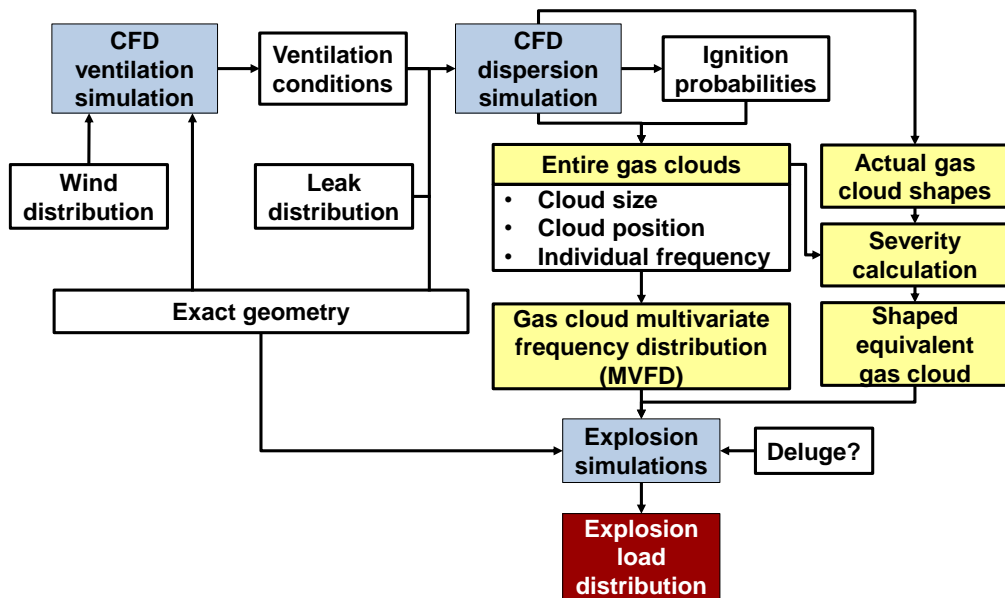 CFD
ventilation
simulation
Ventilation
conditions
CFD
dispersion
simulation
Ignition
probabilities
Wind
distribution
Leak
distribution
Entire gas clouds
• Cloud size
• Cloud position
• Individual frequency
Actual gas
cloud shapes
Severity
calculation
Exact geometry
Gas cloud multivariate
frequency distribution
(MVFD)
Shaped
equivalent
gas cloud
Explosion
simulations
Deluge?
Explosion
load
distribution